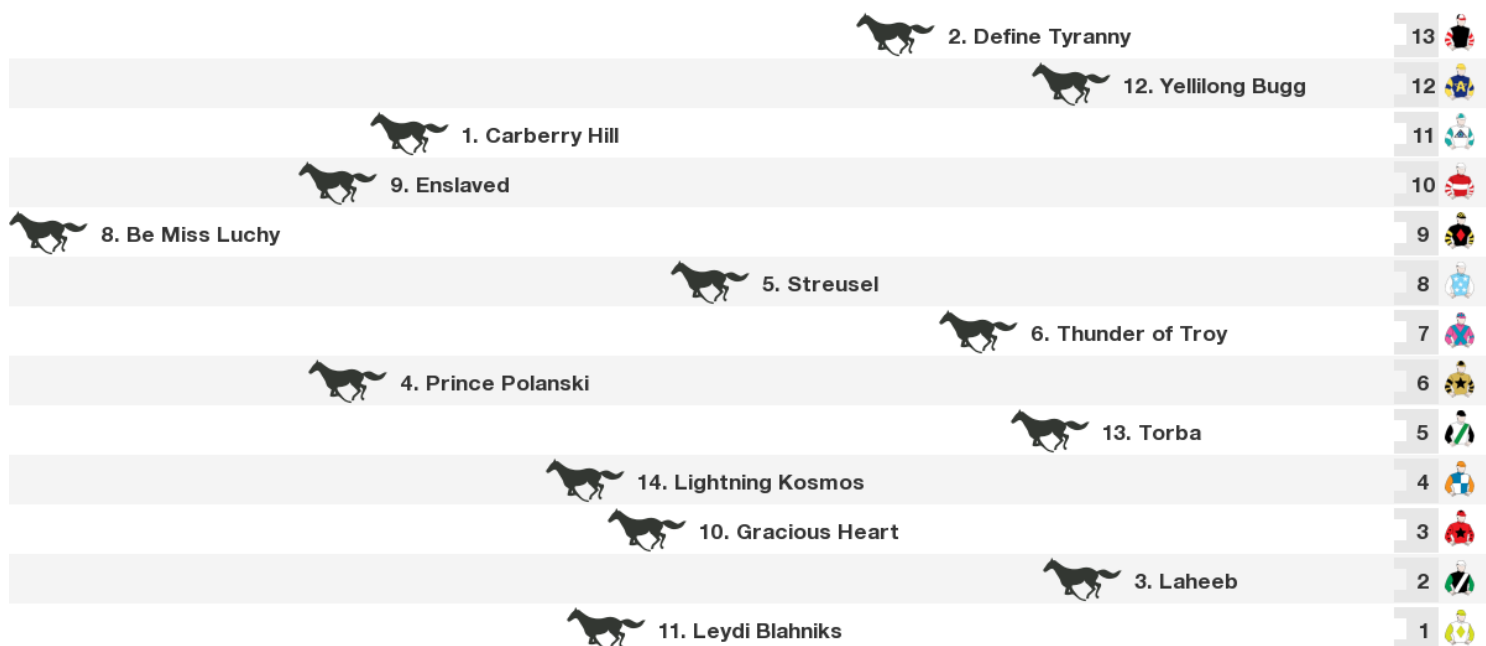 2. Define Tyranny 13
12. Yellilong Bugg 12 A
1. Carberry Hill 11
9. Enslaved 10
8. Be Miss Luchy 9
5. Streusel 8
6. Thunder of Troy 7
4. Prince Polanski 6
13. Torba 5
14. Lightning Kosmos 4
10. Gracious Heart 3
3. Laheeb 2
11. Leydi Blahniks 1